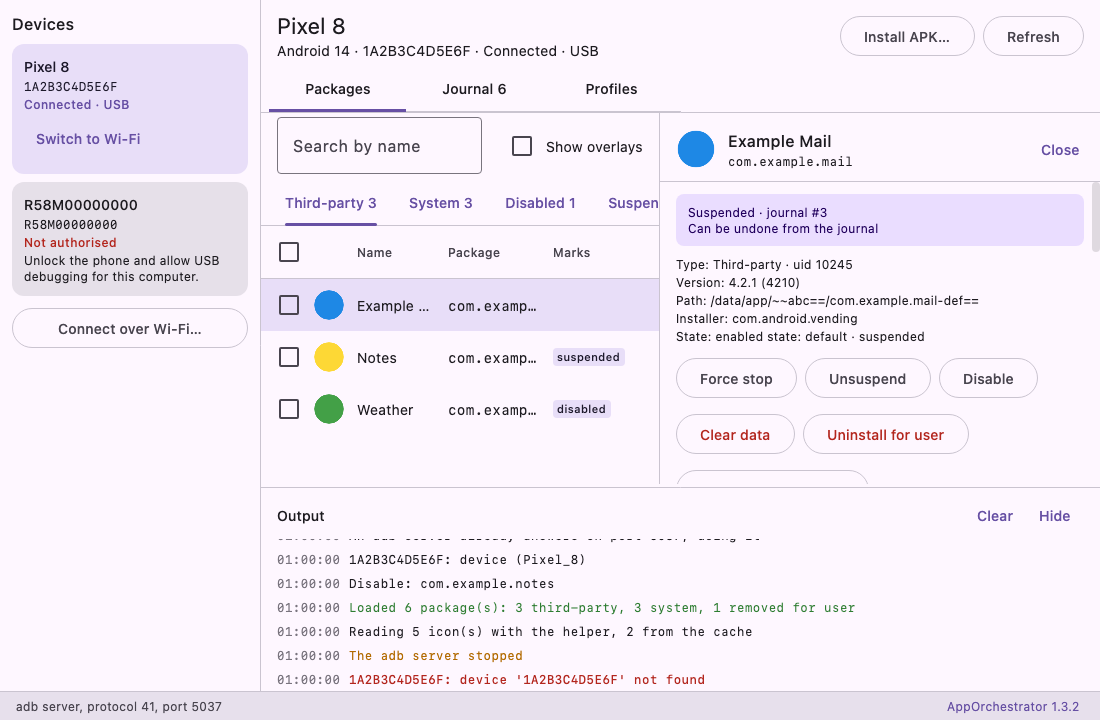 Devices
Pixel 8
1A2B3C4D5E6F
Connected · USB
Switch to Wi-Fi
R58M00000000
R58M00000000
Not authorised
Unlock the phone and allow USB
debugging for this computer.
Connect over Wi-Fi…
Pixel 8
Android 14 · 1A2B3C4D5E6F · Connected · USB
Install APK…
Refresh
Packages
Journal 6
Profiles
Search by name
Show overlays
Third-party 3
System 3
Disabled 1
Suspen
Name
Package
Marks
Example …
com.examp…
Notes
com.examp…
suspended
Weather
com.examp…
disabled
Example Mail
com.example.mail
Close
Suspended · journal #3
Can be undone from the journal
Type: Third-party · uid 10245
Version: 4.2.1 (4210)
Path: /data/app/~~abc==/com.example.mail-def==
Installer: com.android.vending
State: enabled state: default · suspended
Force stop
Unsuspend
Disable
Clear data
Uninstall for user
Output
Clear
Hide
01:00:00 1A2B3C4D5E6F: device (Pixel_8)
01:00:00 Disable: com.example.notes
01:00:00 Loaded 6 package(s): 3 third-party, 3 system, 1 removed for user
01:00:00 Reading 5 icon(s) with the helper, 2 from the cache
01:00:00 The adb server stopped
01:00:00 1A2B3C4D5E6F: device '1A2B3C4D5E6F' not found
adb server, protocol 41, port 5037
AppOrchestrator 1.3.2